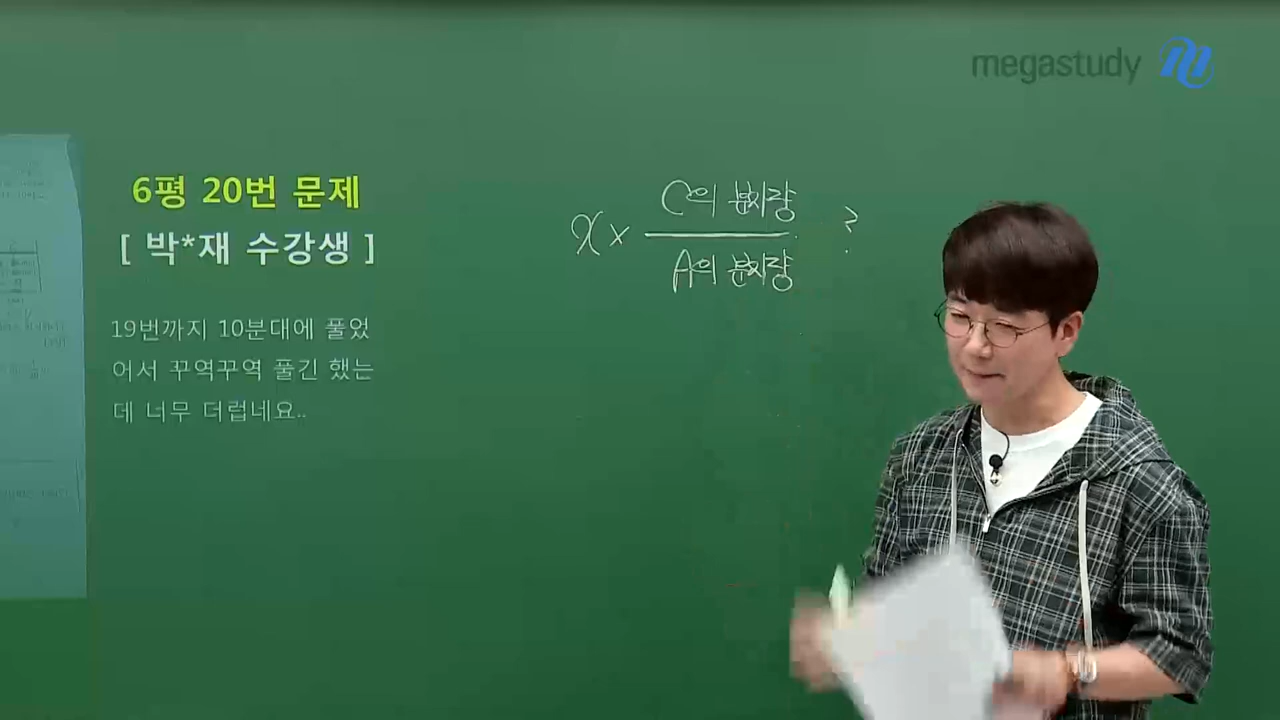 megastudy
6평 20번 문제
[ 박*재 수강생 ]
19번까지 10분대에 풀었
어서 꾸역꾸역 풀긴 했는
데 너무 더럽네요..
x × C의 분자량 / A의 분자량 ?